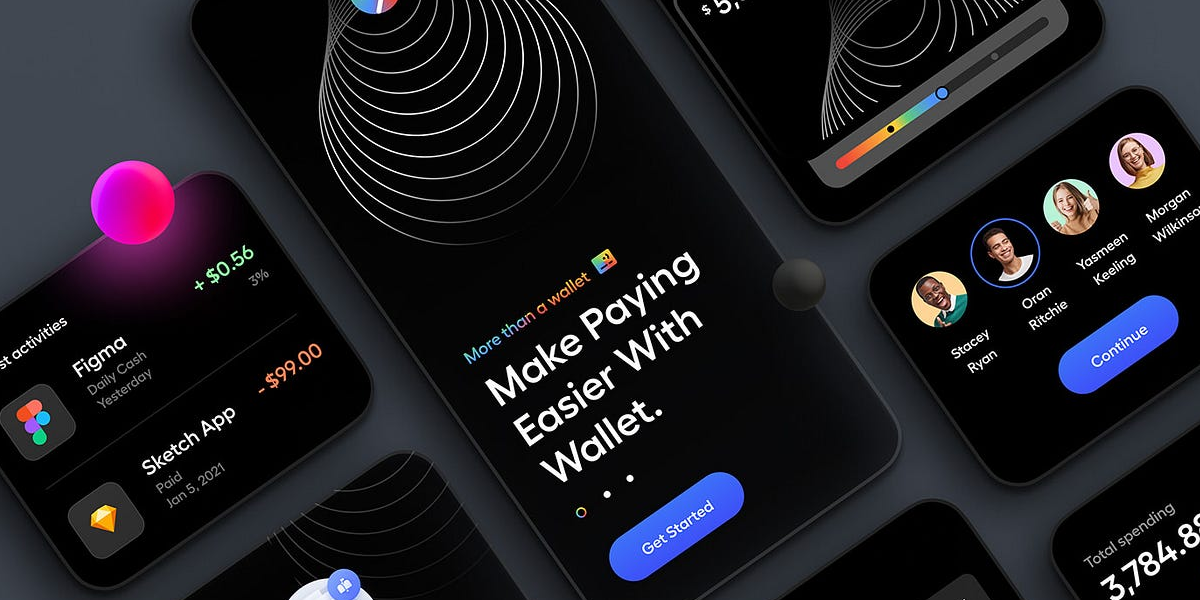 st activities
Figma
Daily Cash
Yesterday
+ $0.56
3%
Sketch App
Paid
Jan 5, 2021
- $99.00
More than a wallet
Make Paying
Easier With
Wallet.
Get Started
$ 5,
Stacey
Ryan
Oran
Ritchie
Yasmeen
Keeling
Morgan
Wilkinso
Continue
Total spending
3,784.8